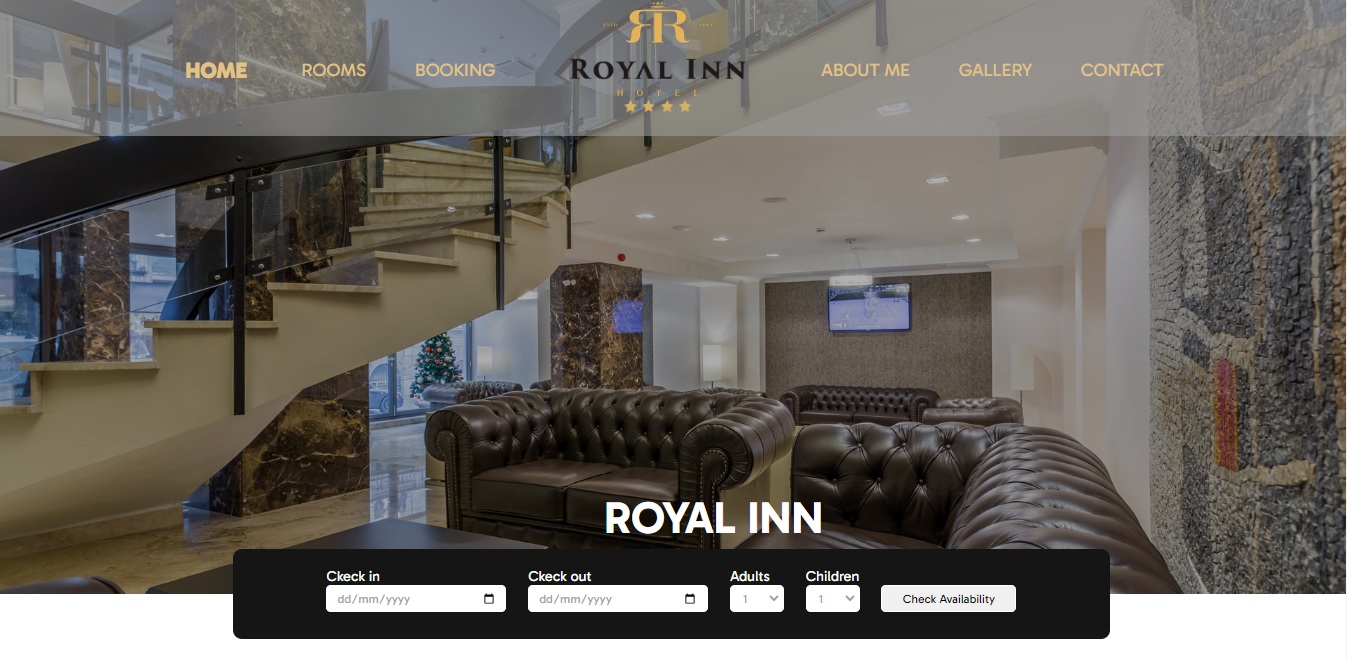 HOME
ROOMS
BOOKING
ROYAL INN
HOTEL
ABOUT ME
GALLERY
CONTACT
ROYAL INN
Ckeck in
Ckeck out
Adults
Children
dd/mm/yyyy
dd/mm/yyyy
1
1
Check Availability